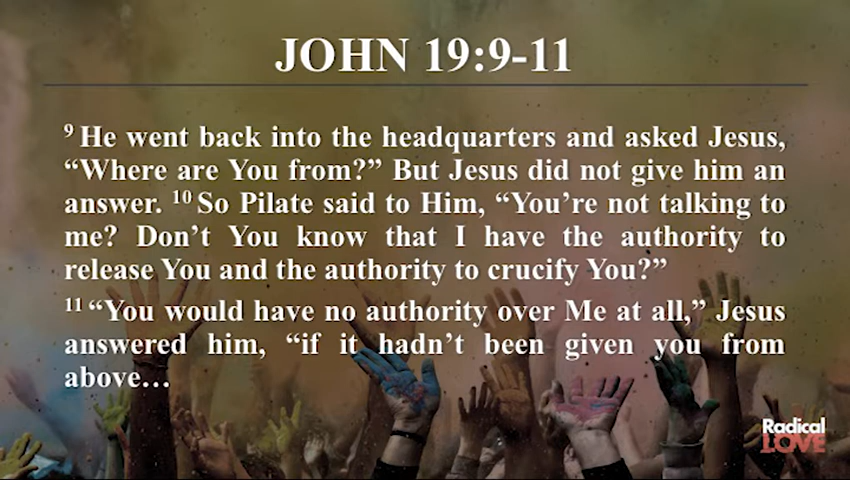 JOHN 19:9-11
9 He went back into the headquarters and asked Jesus,
“Where are You from?” But Jesus did not give him an
answer. 10 So Pilate said to Him, “You’re not talking to
me? Don’t You know that I have the authority to
release You and the authority to crucify You?”
11 “You would have no authority over Me at all,” Jesus
answered him, “if it hadn’t been given you from
above…
Radical
LOVE